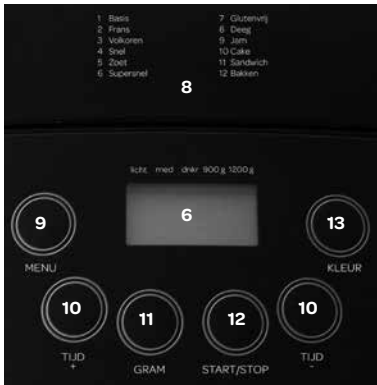 1 Basis
2 Frans
3 Volkoren
4 Snel
5 Zoet
6 Supersnel
7 Glutenvrij
6 Deeg
9 Jam
10 Cake
11 Sandwich
12 Bakken
8
licht med dnkr 900 g 1200 g
6
9
MENU
13
KLEUR
10
TIJD
+
11
GRAM
12
START/STOP
10
TIJD
-